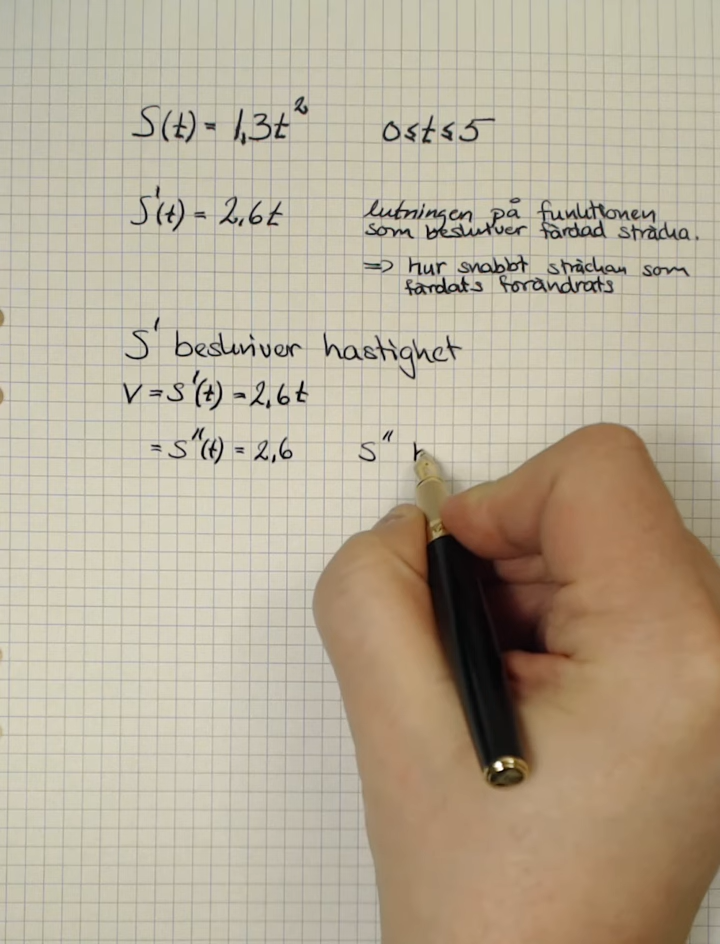 S(t) = 1,3t² 0≤t≤5
S'(t) = 2,6t lutningen på funktionen
som beskriver färdad sträcka.
=> hur snabbt sträckan som
färdats förändrats
S' beskriver hastighet
V = S'(t) = 2,6t
= S''(t) = 2,6 S''